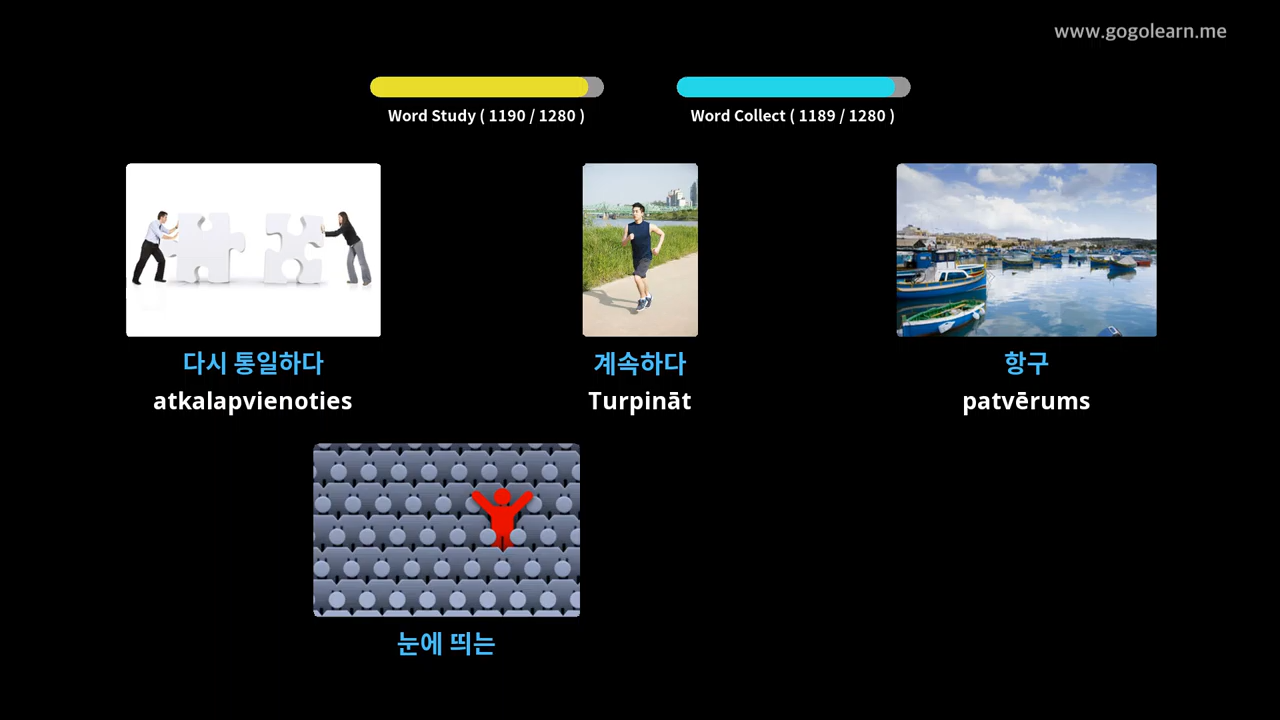 www.gogolearn.me
Word Study ( 1190 / 1280 )
Word Collect ( 1189 / 1280 )
다시 통일하다
atkalapvienoties
계속하다
Turpināt
항구
patvērums
눈에 띄는